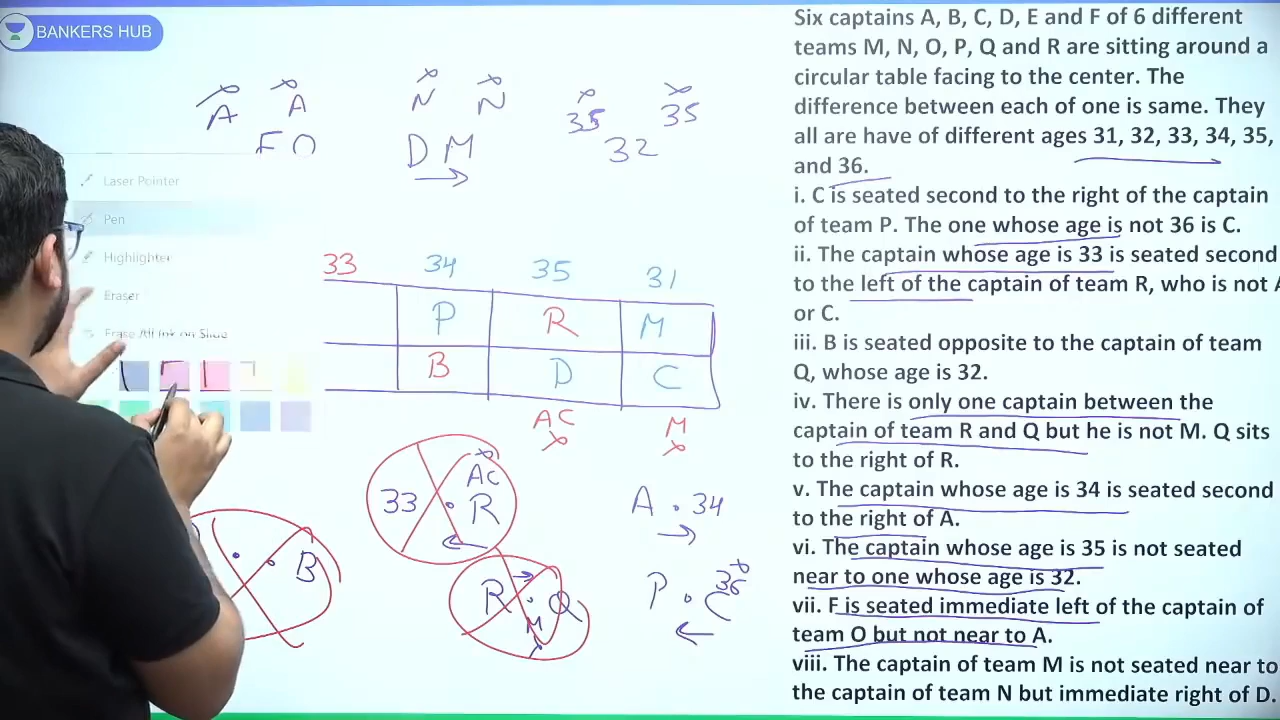 BANKERS HUB
Six captains A, B, C, D, E and F of 6 different
teams M, N, O, P, Q and R are sitting around a
circular table facing to the center. The
difference between each of one is same. They
all are have of different ages 31, 32, 33, 34, 35,
and 36.
i. C is seated second to the right of the captain
of team P. The one whose age is not 36 is C.
ii. The captain whose age is 33 is seated second
to the left of the captain of team R, who is not A
or C.
iii. B is seated opposite to the captain of team
Q, whose age is 32.
iv. There is only one captain between the
captain of team R and Q but he is not M. Q sits
to the right of R.
v. The captain whose age is 34 is seated second
to the right of A.
vi. The captain whose age is 35 is not seated
near to one whose age is 32.
vii. F is seated immediate left of the captain of
team O but not near to A.
viii. The captain of team M is not seated near to
the captain of team N but immediate right of D.
A A N N 35 35
F O D M 32
Laser Pointer
Pen
Highlighter
Eraser
Erase All Ink on Slide
33 34 35 31
P R M
B D C
AC M
33 AC R
A . 34
B
R M Q
P . C 36